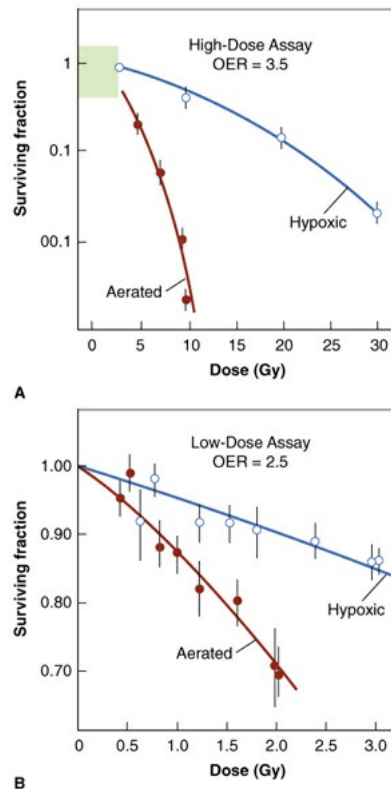 High-Dose Assay
OER = 3.5
Surviving fraction
1
0.1
00.1
Hypoxic
Aerated
0 5 10 15 20 25 30
Dose (Gy)
A
Low-Dose Assay
OER = 2.5
Surviving fraction
1.00
0.90
0.80
0.70
Hypoxic
Aerated
0 0.5 1.0 1.5 2.0 2.5 3.0
Dose (Gy)
B